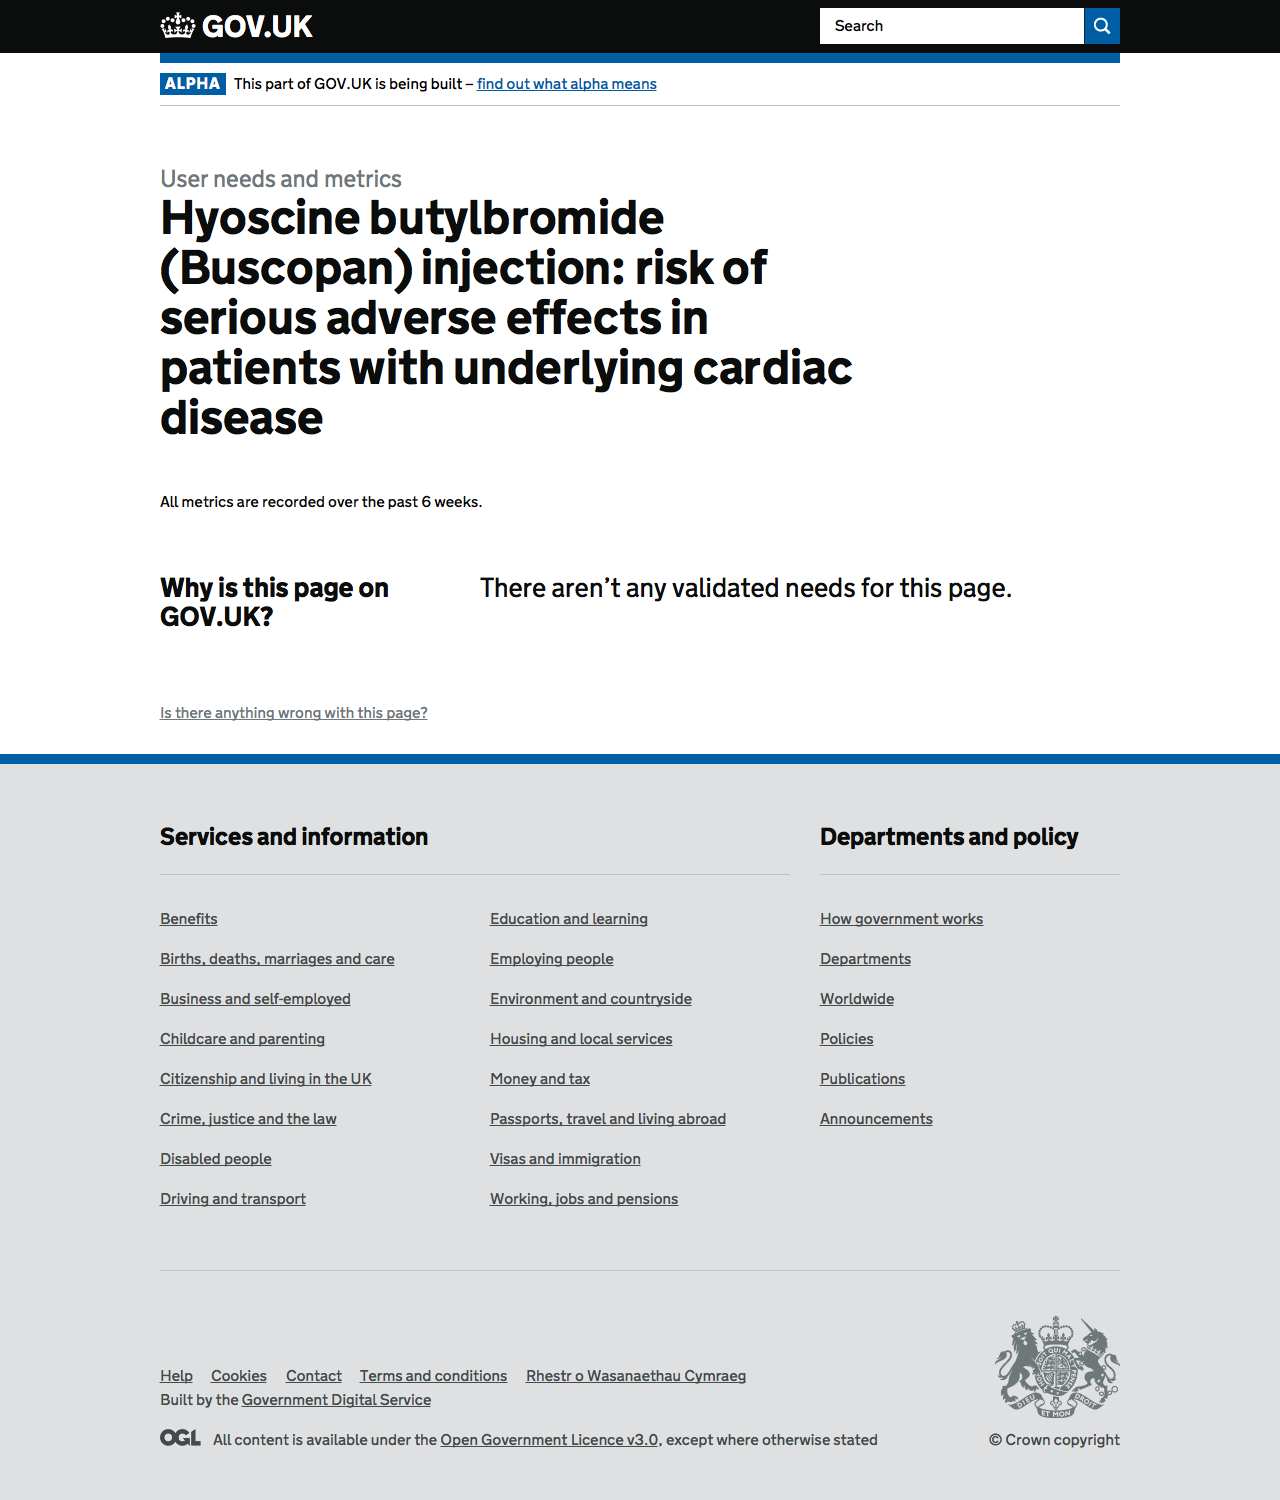 GOV.UK
Search
ALPHA This part of GOV.UK is being built – find out what alpha means
User needs and metrics
Hyoscine butylbromide
(Buscopan) injection: risk of
serious adverse effects in
patients with underlying cardiac
disease
All metrics are recorded over the past 6 weeks.
Why is this page on
GOV.UK?
There aren’t any validated needs for this page.
Is there anything wrong with this page?
Services and information
Benefits
Births, deaths, marriages and care
Business and self-employed
Childcare and parenting
Citizenship and living in the UK
Crime, justice and the law
Disabled people
Driving and transport
Education and learning
Employing people
Environment and countryside
Housing and local services
Money and tax
Passports, travel and living abroad
Visas and immigration
Working, jobs and pensions
Departments and policy
How government works
Departments
Worldwide
Policies
Publications
Announcements
Help Cookies Contact Terms and conditions Rhestr o Wasanaethau Cymraeg
Built by the Government Digital Service
OGL All content is available under the Open Government Licence v3.0, except where otherwise stated
DIEU ET MON DROIT
© Crown copyright